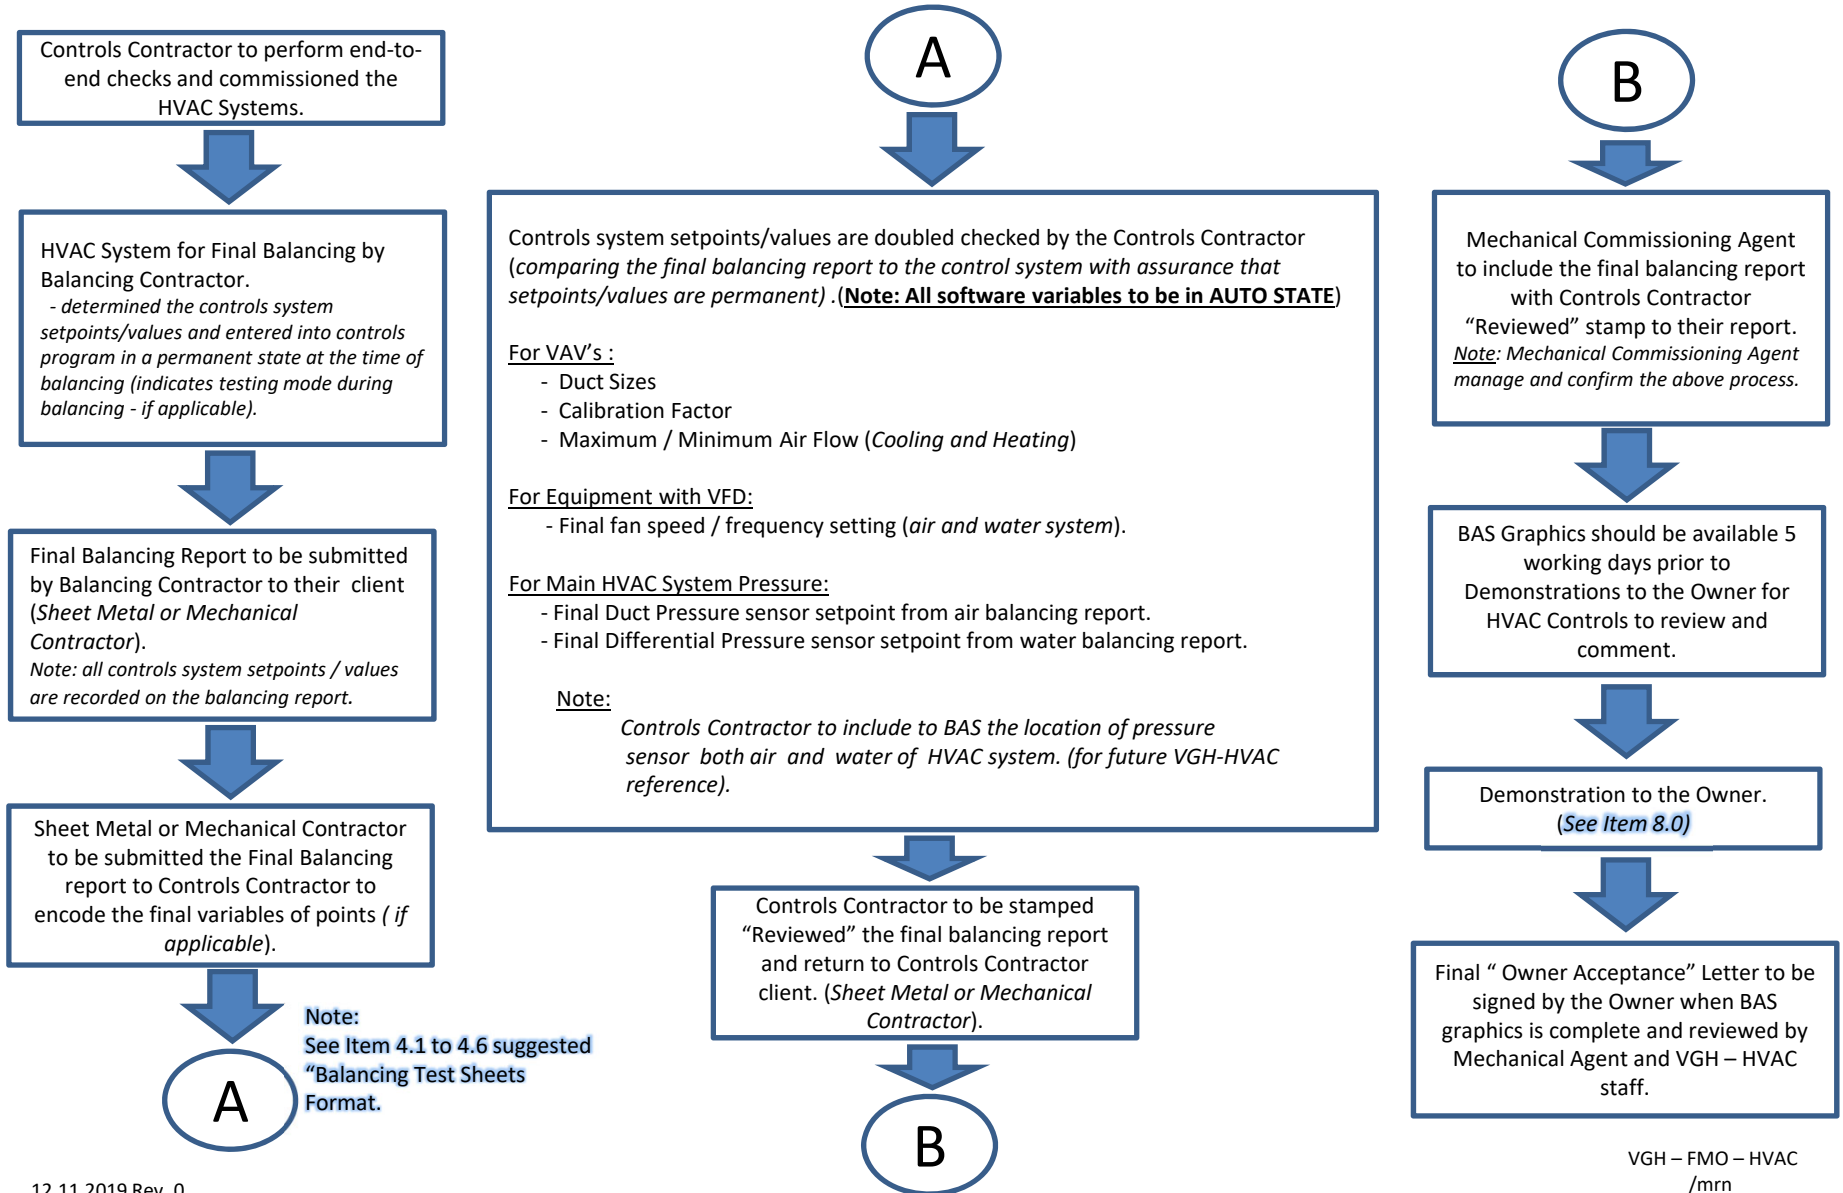 Controls Contractor to perform end-to-
end checks and commissioned the
HVAC Systems.
HVAC System for Final Balancing by
Balancing Contractor.
- determined the controls system
setpoints/values and entered into controls
program in a permanent state at the time of
balancing (indicates testing mode during
balancing - if applicable).
Final Balancing Report to be submitted
by Balancing Contractor to their client
(Sheet Metal or Mechanical
Contractor).
Note: all controls system setpoints / values
are recorded on the balancing report.
Sheet Metal or Mechanical Contractor
to be submitted the Final Balancing
report to Controls Contractor to
encode the final variables of points ( if
applicable).
A
Note:
See Item 4.1 to 4.6 suggested
“Balancing Test Sheets
Format.
12.11.2019 Rev. 0
A
Controls system setpoints/values are doubled checked by the Controls Contractor
(comparing the final balancing report to the control system with assurance that
setpoints/values are permanent) .(Note: All software variables to be in AUTO STATE)
For VAV’s :
- Duct Sizes
- Calibration Factor
- Maximum / Minimum Air Flow (Cooling and Heating)
For Equipment with VFD:
- Final fan speed / frequency setting (air and water system).
For Main HVAC System Pressure:
- Final Duct Pressure sensor setpoint from air balancing report.
- Final Differential Pressure sensor setpoint from water balancing report.
Note:
Controls Contractor to include to BAS the location of pressure
sensor both air and water of HVAC system. (for future VGH-HVAC
reference).
Controls Contractor to be stamped
“Reviewed” the final balancing report
and return to Controls Contractor
client. (Sheet Metal or Mechanical
Contractor).
B
B
Mechanical Commissioning Agent
to include the final balancing report
with Controls Contractor
“Reviewed” stamp to their report.
Note: Mechanical Commissioning Agent
manage and confirm the above process.
BAS Graphics should be available 5
working days prior to
Demonstrations to the Owner for
HVAC Controls to review and
comment.
Demonstration to the Owner.
(See Item 8.0)
Final “ Owner Acceptance” Letter to be
signed by the Owner when BAS
graphics is complete and reviewed by
Mechanical Agent and VGH – HVAC
staff.
VGH – FMO – HVAC
/mrn